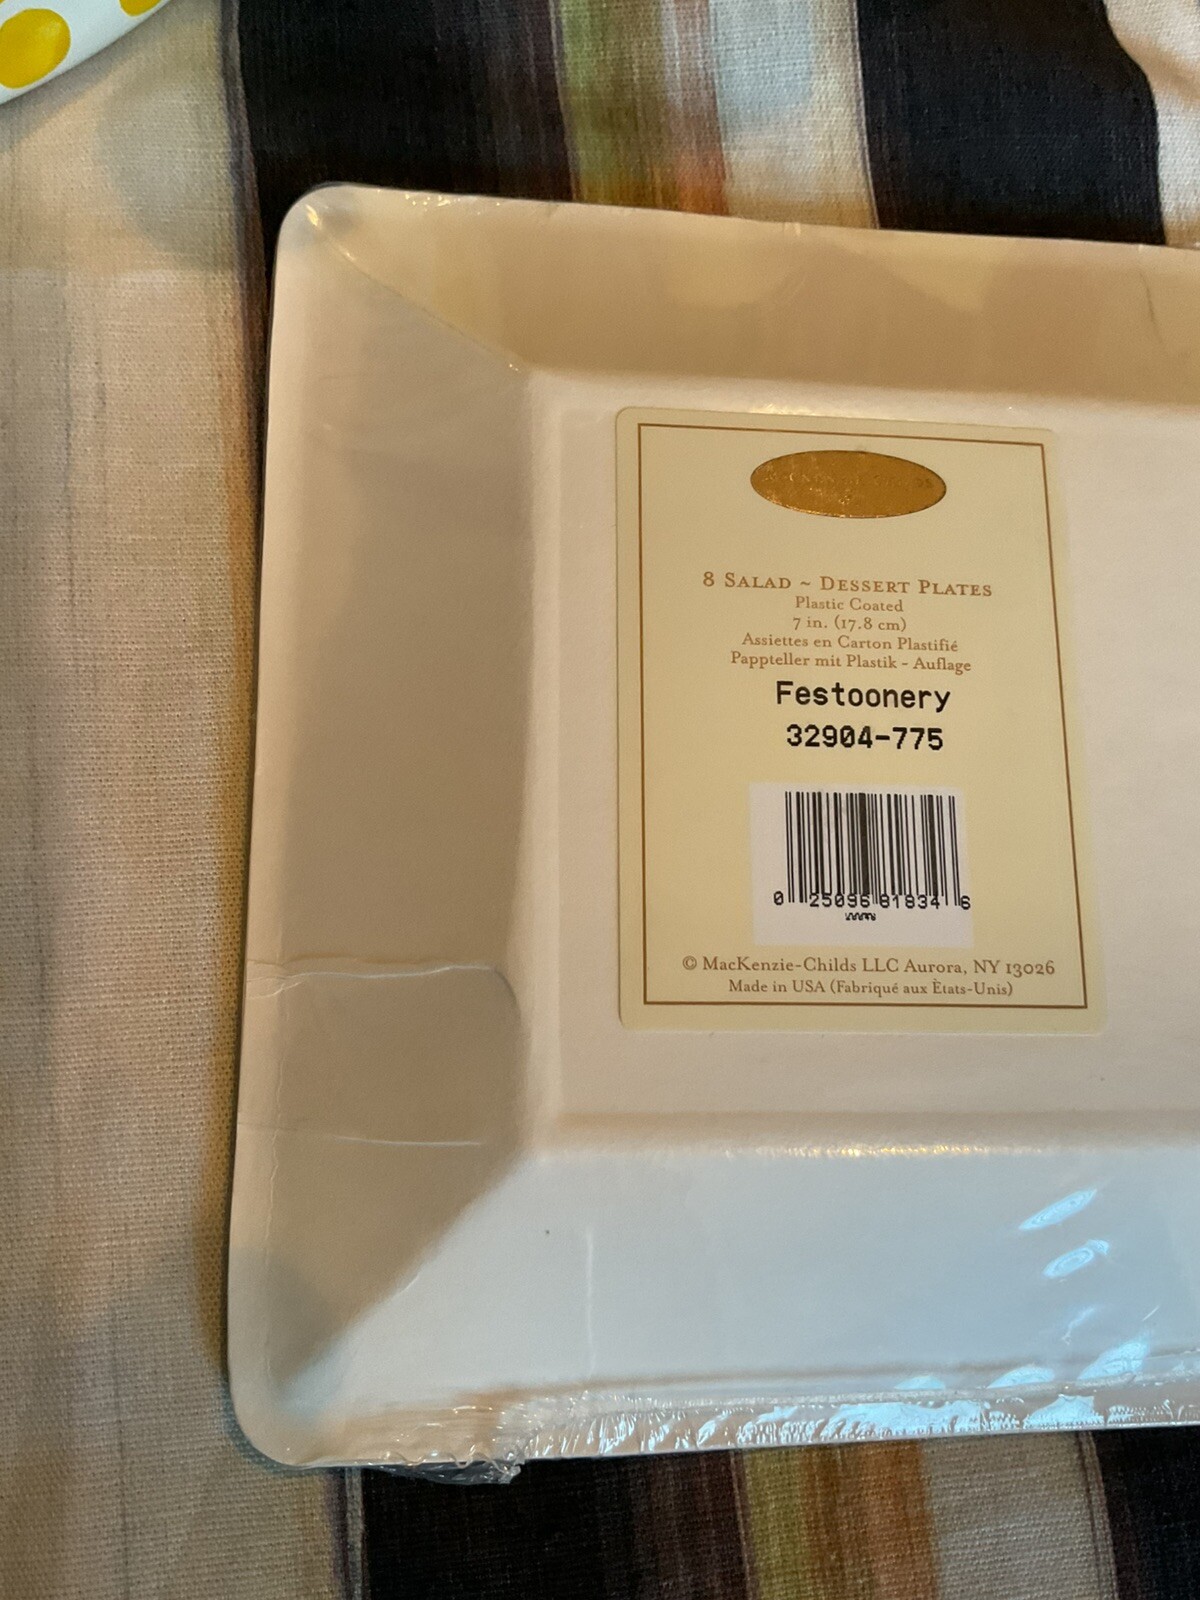 8 Salad ~ Dessert Plates
Plastic Coated
7 in. (17.8 cm)
Assiettes en Carton Plastifié
Pappteller mit Plastik - Auflage
Festoonery
32904-775
0 25096 81834 6
© MacKenzie-Childs LLC Aurora, NY 13026
Made in USA (Fabriqué aux Ètats-Unis)